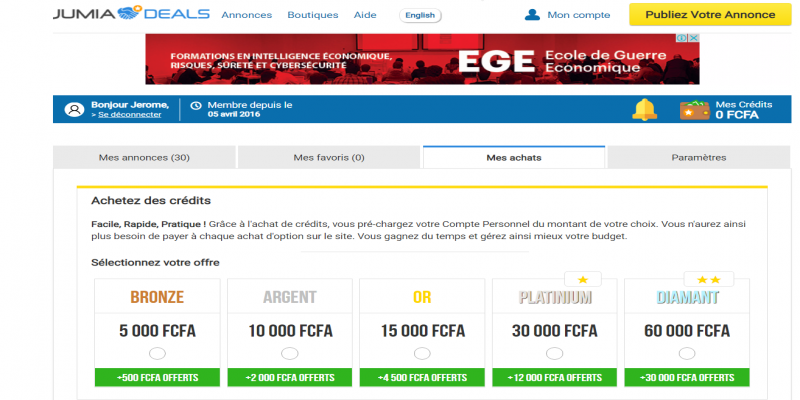 JUMIA DEALS Annonces Boutiques Aide English Mon compte Publiez Votre Annonce
FORMATIONS EN INTELLIGENCE ÉCONOMIQUE,
RISQUES, SÛRETÉ ET CYBERSÉCURITÉ
EGE Ecole de Guerre
Economique
Bonjour Jerome,
> Se déconnecter
Membre depuis le
05 avril 2016
Mes Crédits
0 FCFA
Mes annonces (30) Mes favoris (0) Mes achats Paramètres
Achetez des crédits
Facile, Rapide, Pratique ! Grâce à l'achat de crédits, vous pré-chargez votre Compte Personnel du montant de votre choix. Vous n'aurez ainsi
plus besoin de payer à chaque achat d'option sur le site. Vous gagnez du temps et gérez ainsi mieux votre budget.
Sélectionnez votre offre
BRONZE ARGENT OR PLATINIUM DIAMANT
5 000 FCFA 10 000 FCFA 15 000 FCFA 30 000 FCFA 60 000 FCFA
+500 FCFA OFFERTS +2 000 FCFA OFFERTS +4 500 FCFA OFFERTS +12 000 FCFA OFFERTS +30 000 FCFA OFFERTS